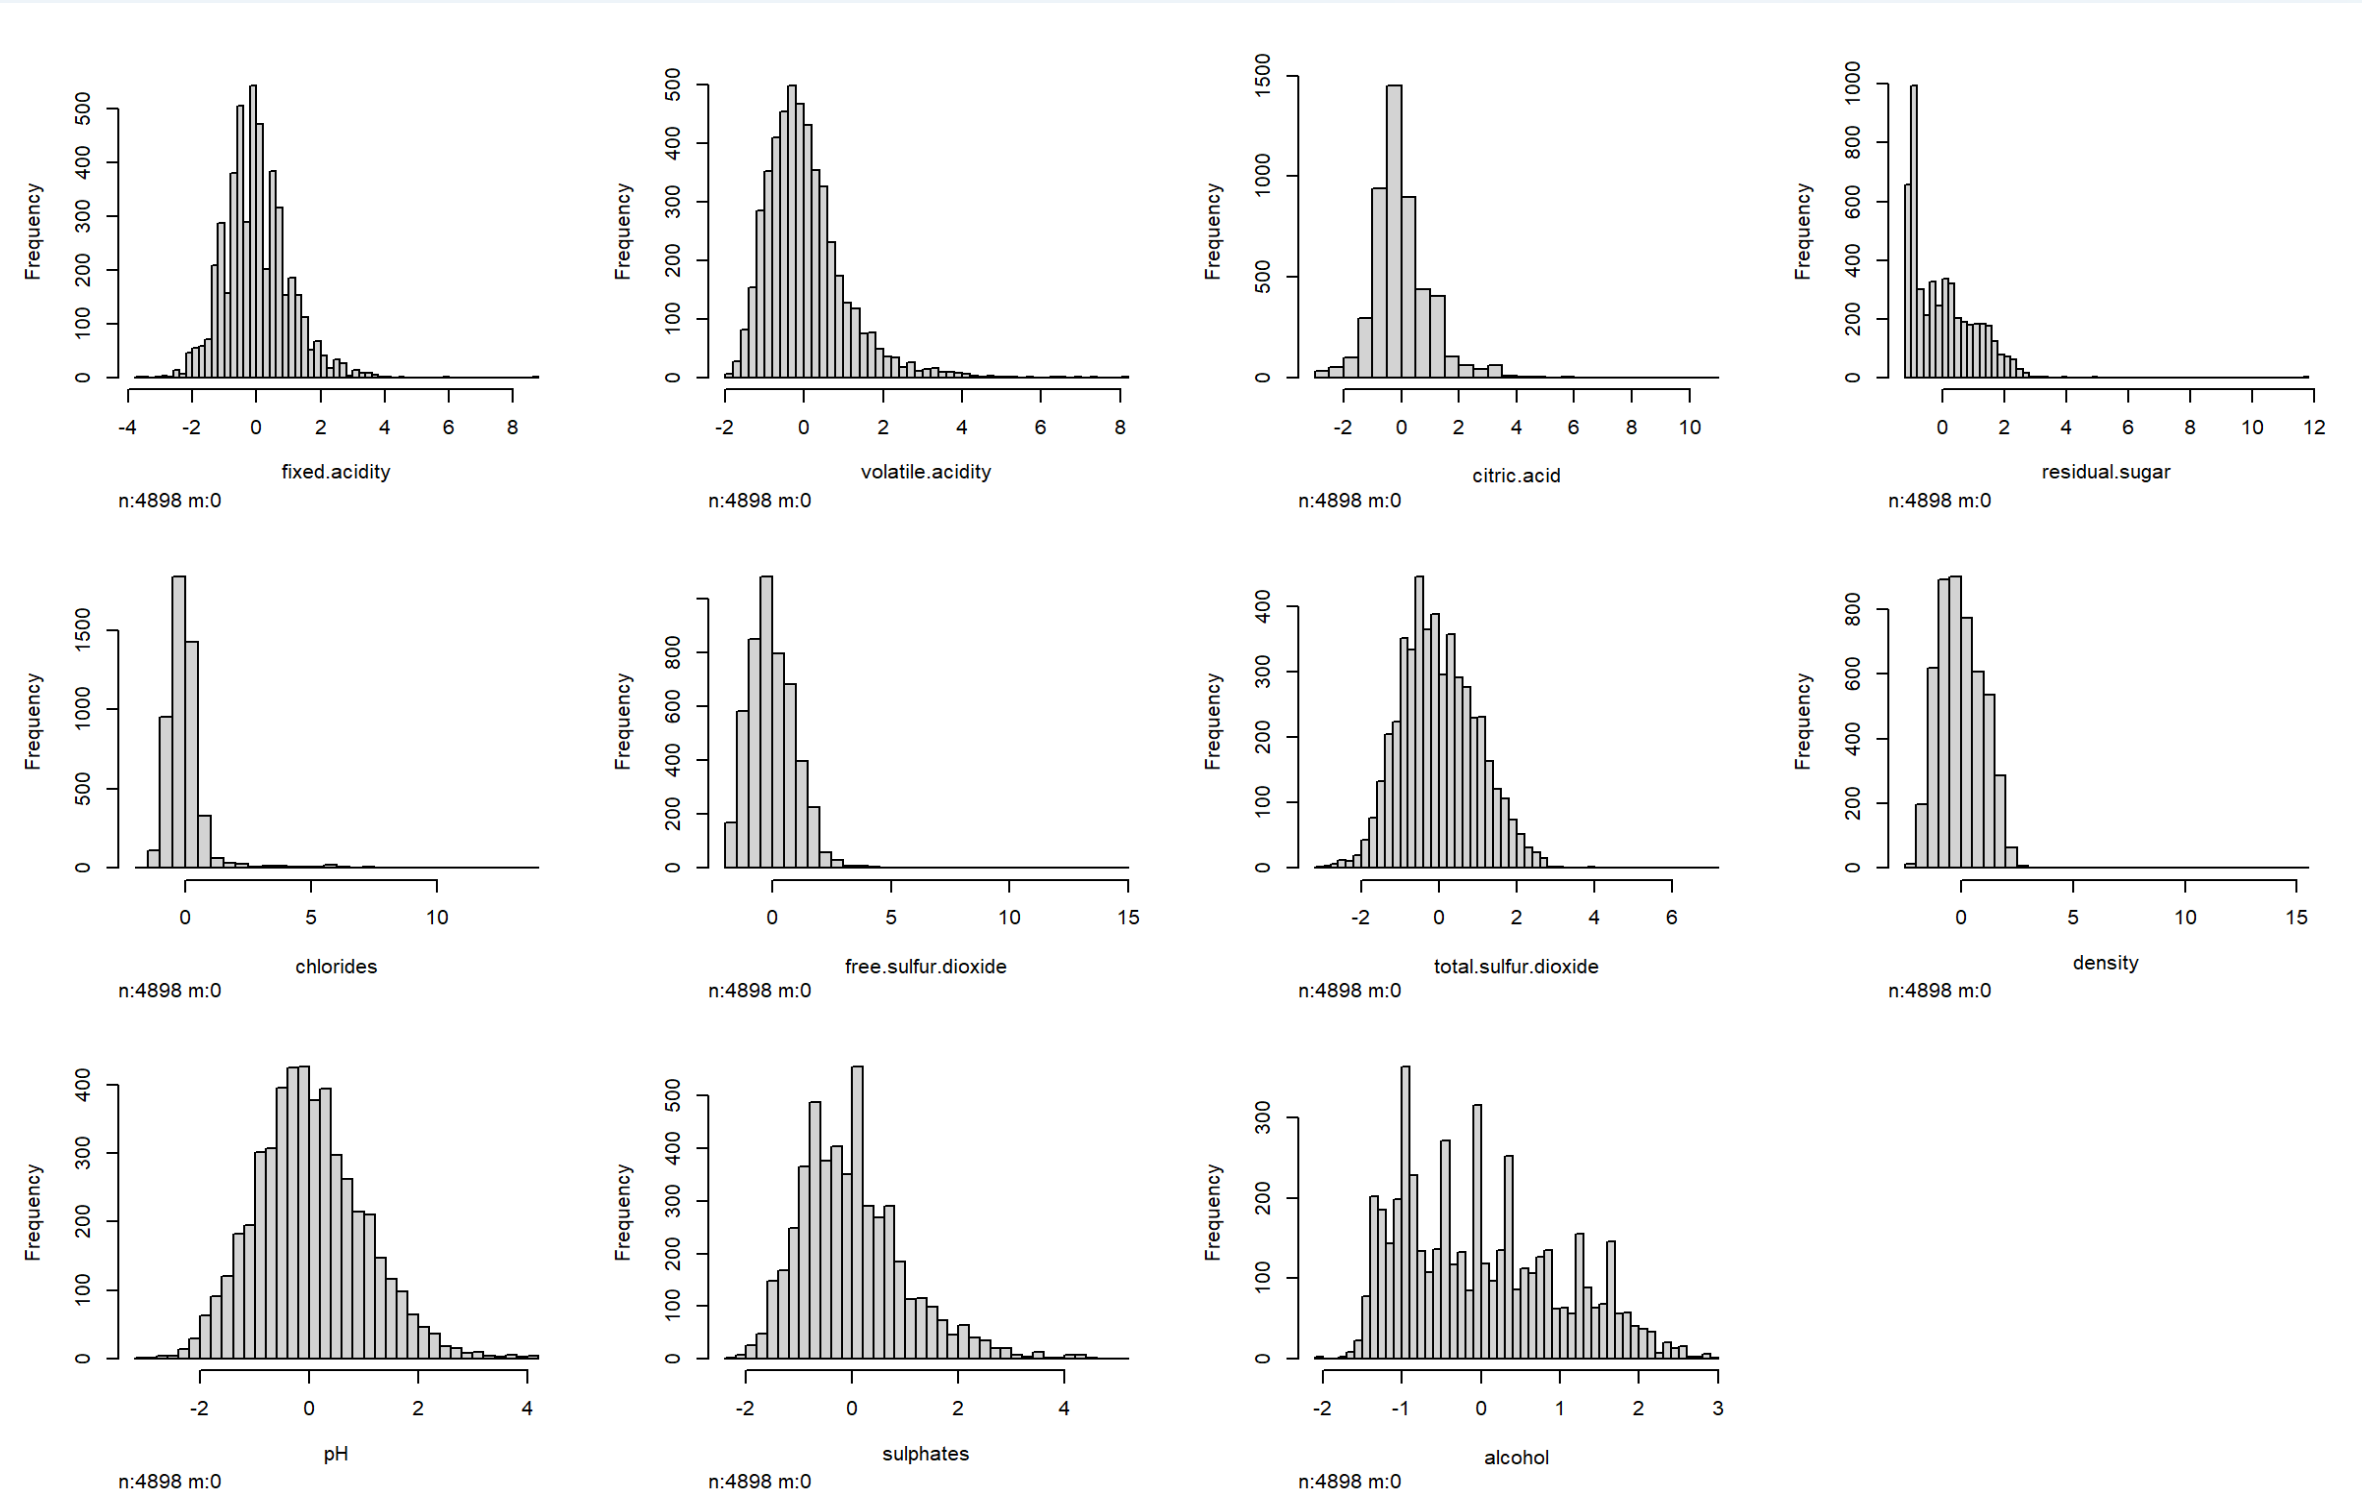 Frequency
0 100 200 300 400 500
-4 -2 0 2 4 6 8
fixed.acidity
n:4898 m:0
Frequency
0 100 200 300 400 500
-2 0 2 4 6 8
volatile.acidity
n:4898 m:0
Frequency
0 500 1000 1500
-2 0 2 4 6 8 10
citric.acid
n:4898 m:0
Frequency
0 200 400 600 800 1000
0 2 4 6 8 10 12
residual.sugar
n:4898 m:0
Frequency
0 500 1000 1500
0 5 10
chlorides
n:4898 m:0
Frequency
0 200 400 600 800
0 5 10 15
free.sulfur.dioxide
n:4898 m:0
Frequency
0 100 200 300 400
-2 0 2 4 6
total.sulfur.dioxide
n:4898 m:0
Frequency
0 200 400 600 800
0 5 10 15
density
n:4898 m:0
Frequency
0 100 200 300 400
-2 0 2 4
pH
n:4898 m:0
Frequency
0 100 200 300 400 500
-2 0 2 4
sulphates
n:4898 m:0
Frequency
0 100 200 300
-2 -1 0 1 2 3
alcohol
n:4898 m:0